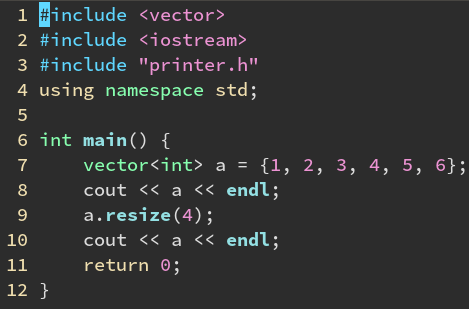 1 #include <vector>
2 #include <iostream>
3 #include "printer.h"
4 using namespace std;
5
6 int main() {
7     vector<int> a = {1, 2, 3, 4, 5, 6};
8     cout << a << endl;
9     a.resize(4);
10     cout << a << endl;
11     return 0;
12 }